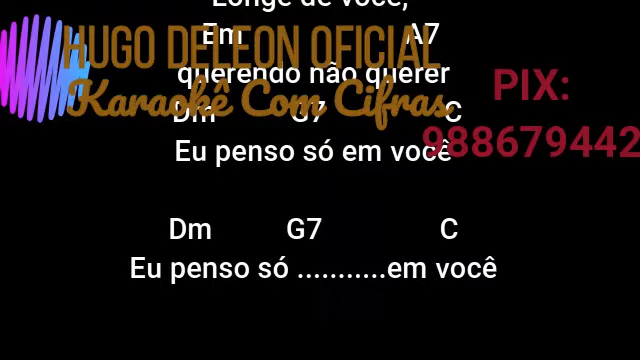 Longe de você,
Em A7
HUGO DELEON OFICIAL
querendo não querer
Karaokê Com Cifras
PIX:
Dm G7 C
988679442
Eu penso só em você
Dm G7 C
Eu penso só ...........em você